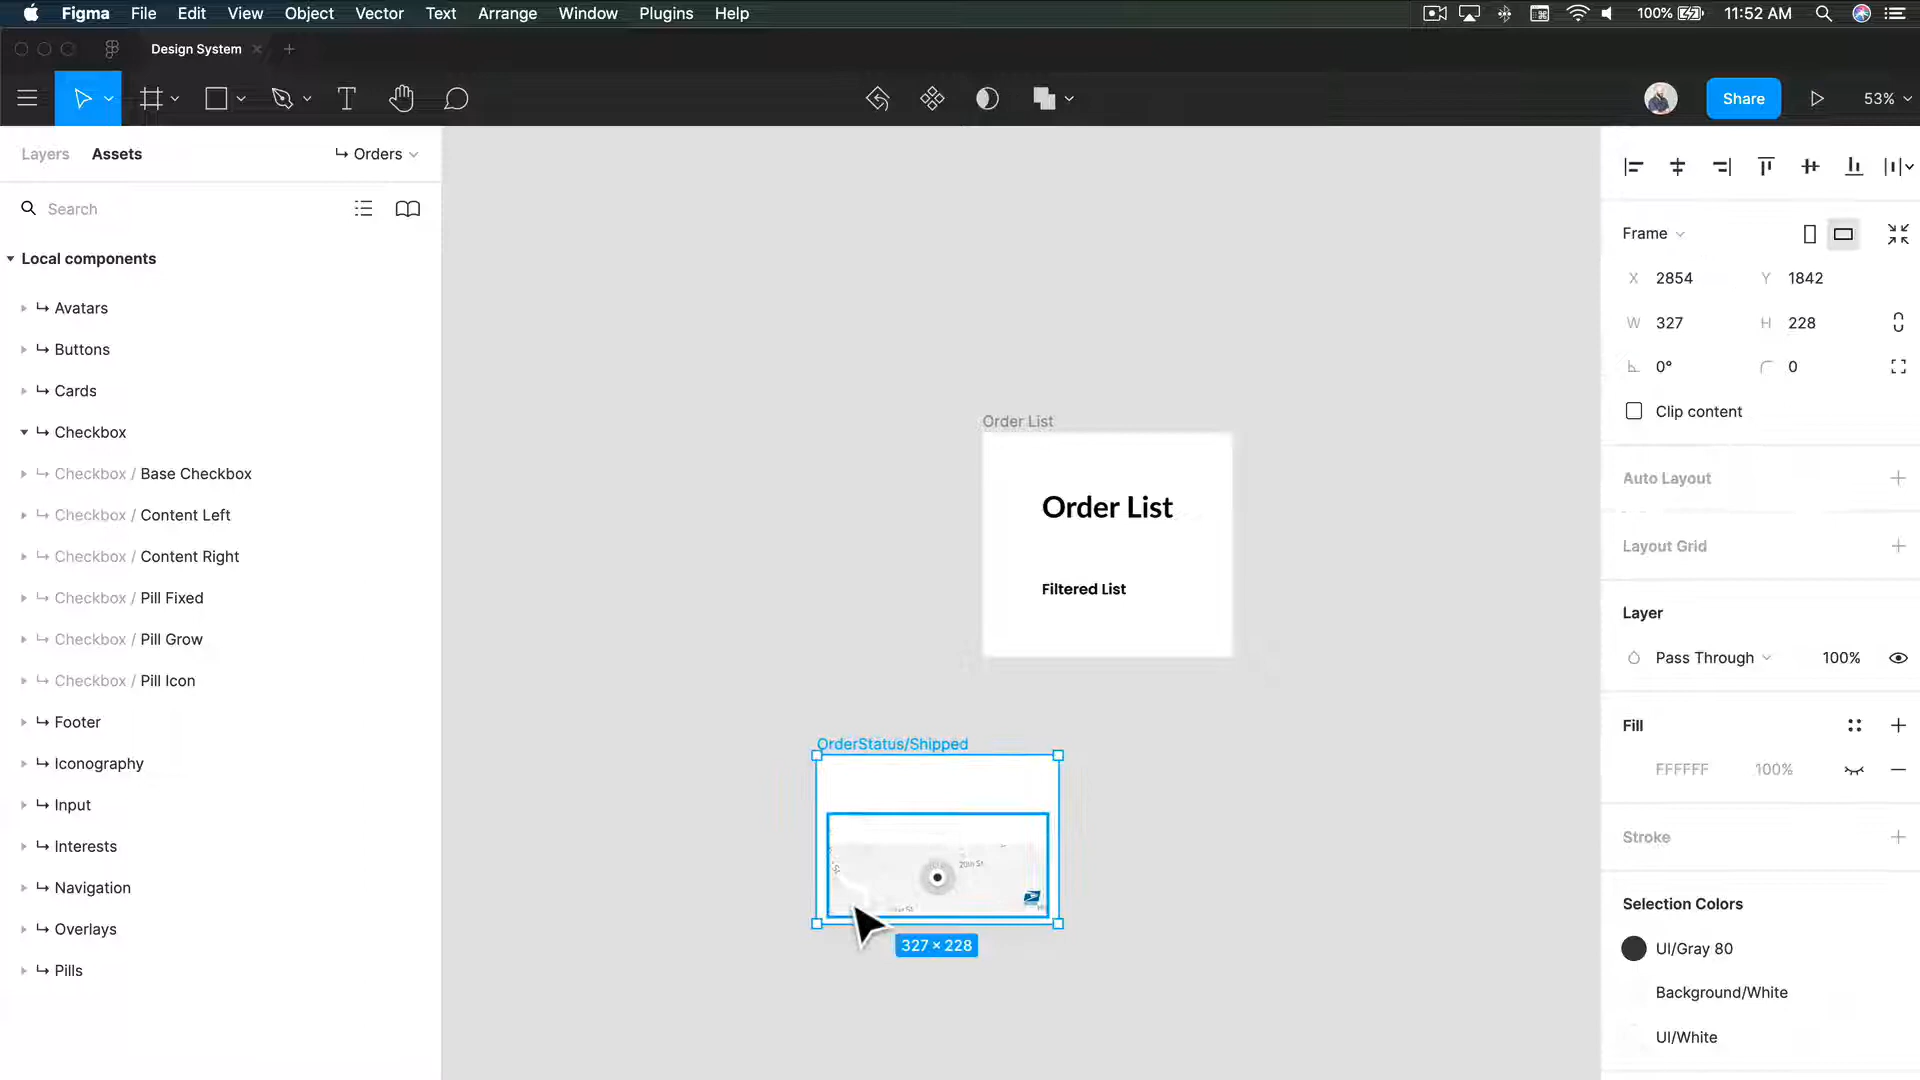 Figma File Edit View Object Vector Text Arrange Window Plugins Help 100% 11:52 AM
Design System
Share 53%
Layers Assets Orders
Search
Local components
Avatars
Buttons
Cards
Checkbox
Checkbox / Base Checkbox
Checkbox / Content Left
Checkbox / Content Right
Checkbox / Pill Fixed
Checkbox / Pill Grow
Checkbox / Pill Icon
Footer
Iconography
Input
Interests
Navigation
Overlays
Pills
Order List
Order List
Filtered List
OrderStatus/Shipped
20th St
327 × 228
Frame
X 2854 Y 1842
W 327 H 228
0° 0
Clip content
Auto Layout
Layout Grid
Layer
Pass Through 100%
Fill
FFFFFF 100%
Stroke
Selection Colors
UI/Gray 80
Background/White
UI/White